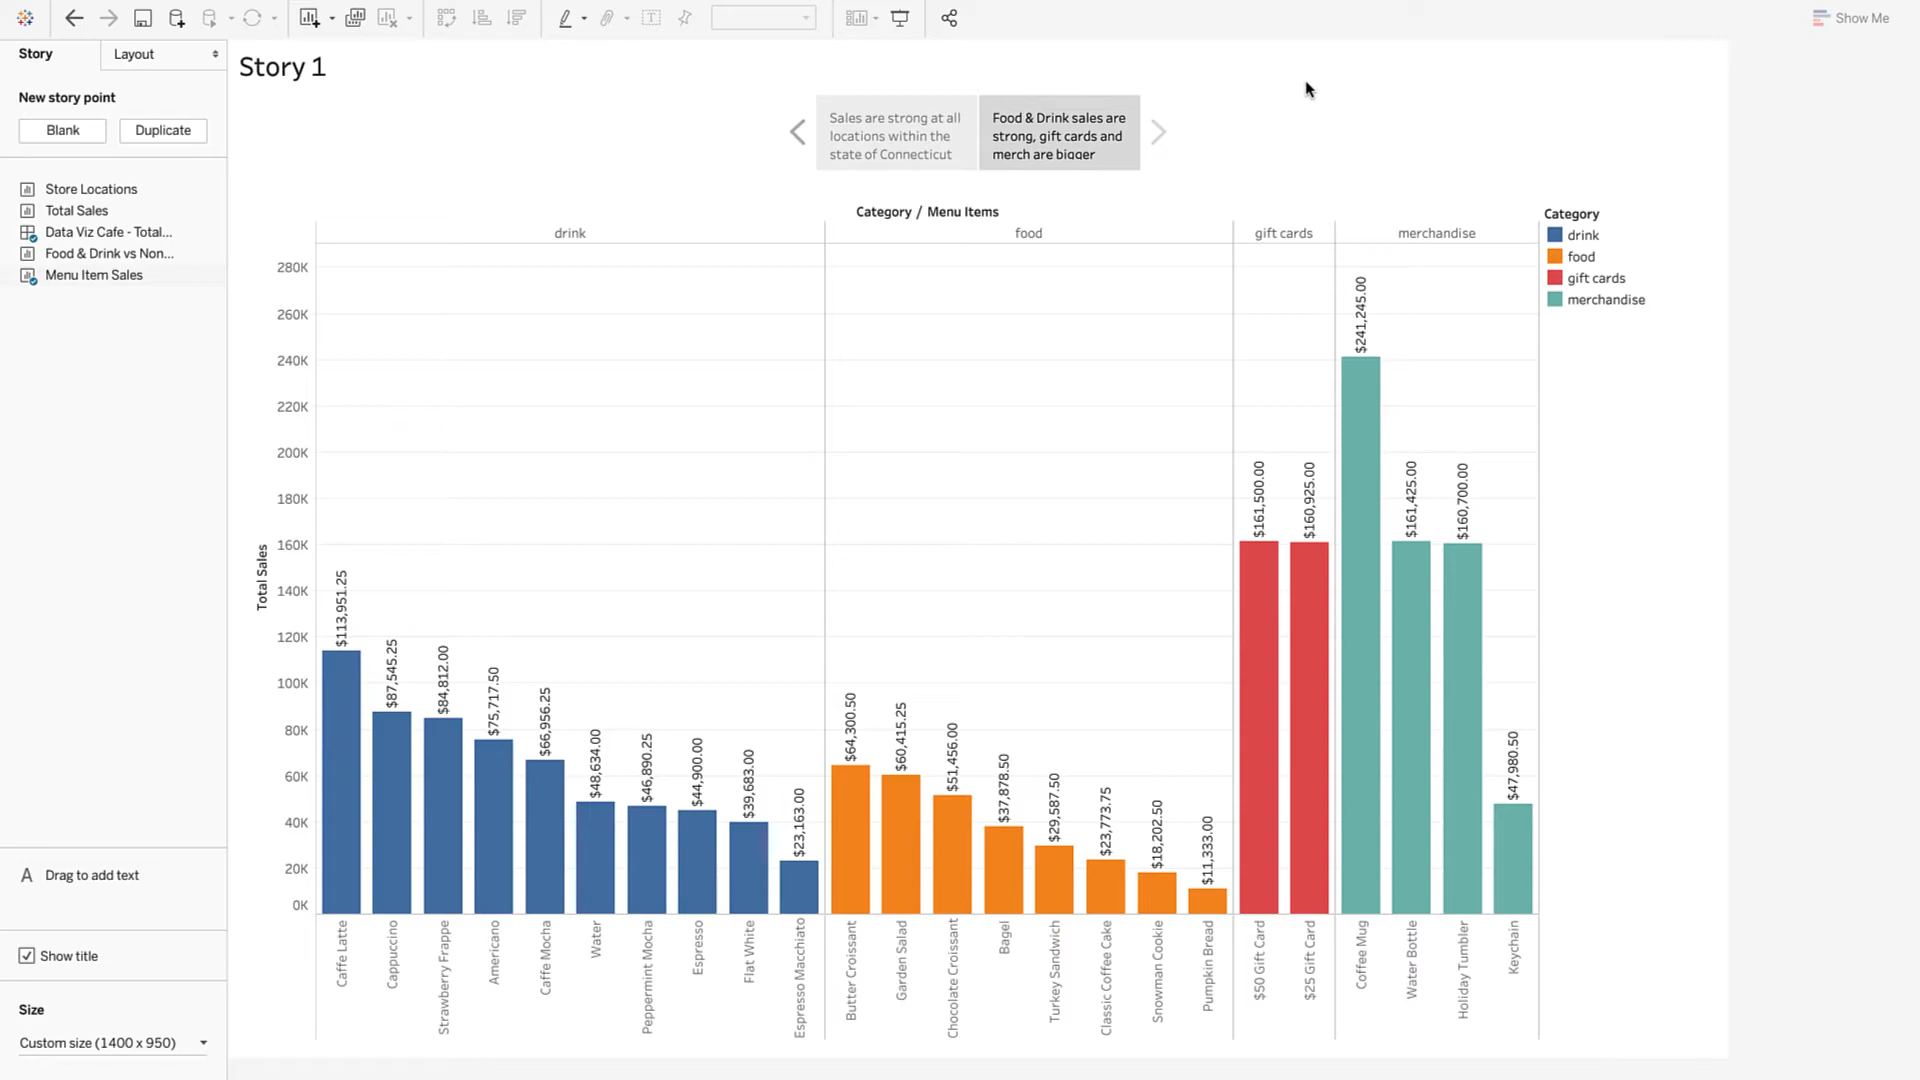 Show Me
Story
Layout
New story point
Blank
Duplicate
Store Locations
Total Sales
Data Viz Cafe - Total...
Food & Drink vs Non...
Menu Item Sales
A Drag to add text
Show title
Size
Custom size (1400 x 950)
Story 1
Sales are strong at all
locations within the
state of Connecticut
Food & Drink sales are
strong, gift cards and
merch are bigger
Category / Menu Items
drink
food
gift cards
merchandise
Total Sales
280K
260K
240K
220K
200K
180K
160K
140K
120K
100K
80K
60K
40K
20K
0K
$113,951.25
$87,545.25
$84,812.00
$75,717.50
$66,956.25
$48,634.00
$46,890.25
$44,900.00
$39,683.00
$23,163.00
$64,300.50
$60,415.25
$51,456.00
$37,878.50
$29,587.50
$23,773.75
$18,202.50
$11,333.00
$161,500.00
$160,925.00
$241,245.00
$161,425.00
$160,700.00
$47,980.50
Caffe Latte
Cappuccino
Strawberry Frappe
Americano
Caffe Mocha
Water
Peppermint Mocha
Espresso
Flat White
Espresso Macchiato
Butter Croissant
Garden Salad
Chocolate Croissant
Bagel
Turkey Sandwich
Classic Coffee Cake
Snowman Cookie
Pumpkin Bread
$50 Gift Card
$25 Gift Card
Coffee Mug
Water Bottle
Holiday Tumbler
Keychain
Category
drink
food
gift cards
merchandise